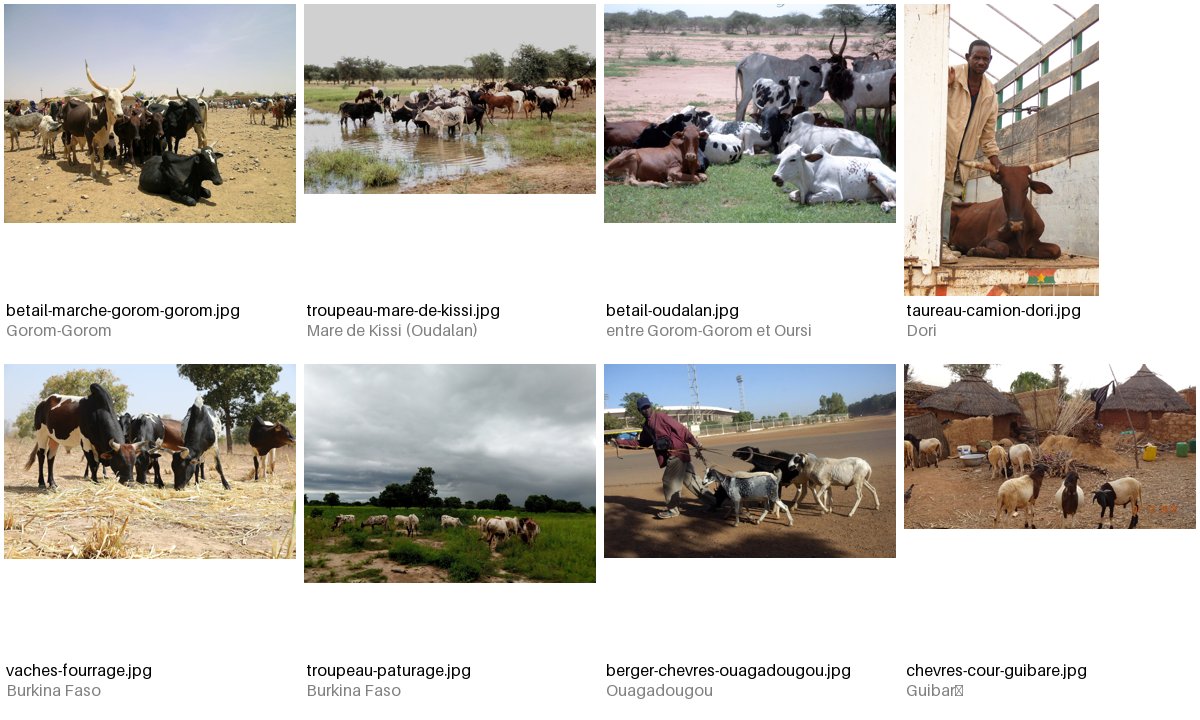 betail-marche-gorom-gorom.jpg
Gorom-Gorom
troupeau-mare-de-kissi.jpg
Mare de Kissi (Oudalan)
betail-oudalan.jpg
entre Gorom-Gorom et Oursi
taureau-camion-dori.jpg
Dori
vaches-fourrage.jpg
Burkina Faso
troupeau-paturage.jpg
Burkina Faso
berger-chevres-ouagadougou.jpg
Ouagadougou
chevres-cour-guibare.jpg
Guibar